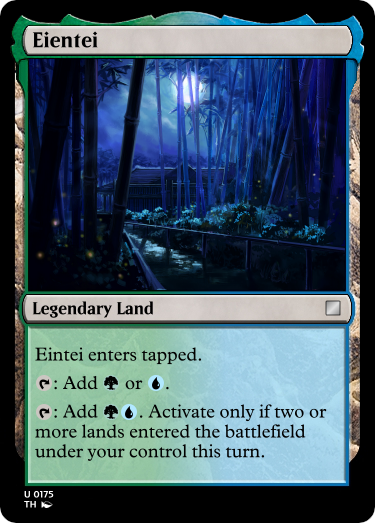 Eientei
Legendary Land
Eintei enters tapped.
: Add or .
: Add . Activate only if two or
more lands entered the battlefield
under your control this turn.
U 0175
TH